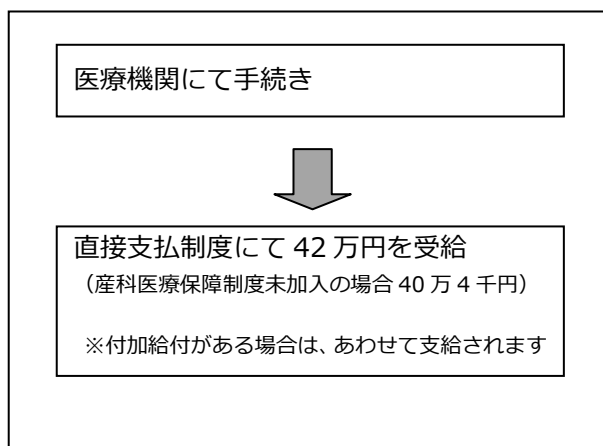 医療機関にて手続き
直接支払制度にて 42 万円を受給
（産科医療保障制度未加入の場合 40 万 4 千円）
※付加給付がある場合は、あわせて支給されます